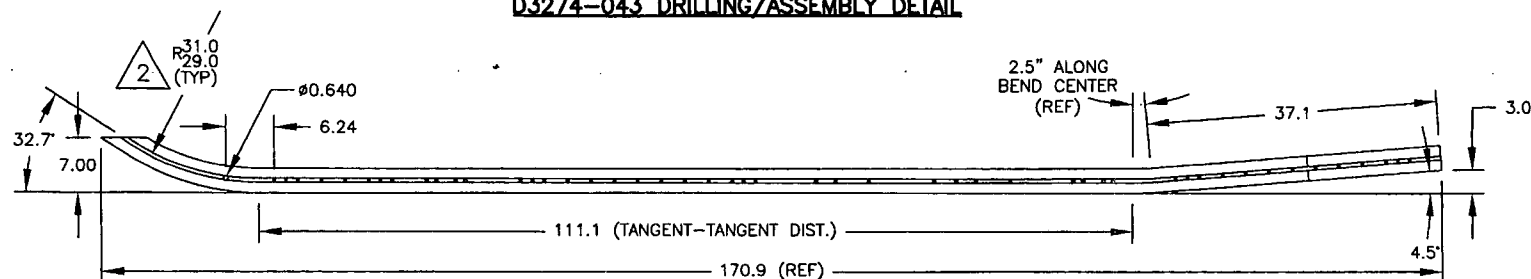 D3274-043 DRILLING/ASSEMBLY DETAIL
2
R31.0
29.0
(TYP)
ø0.640
6.24
32.7°
7.00
2.5" ALONG
BEND CENTER
(REF)
37.1
3.0
111.1 (TANGENT-TANGENT DIST.)
4.5°
170.9 (REF)